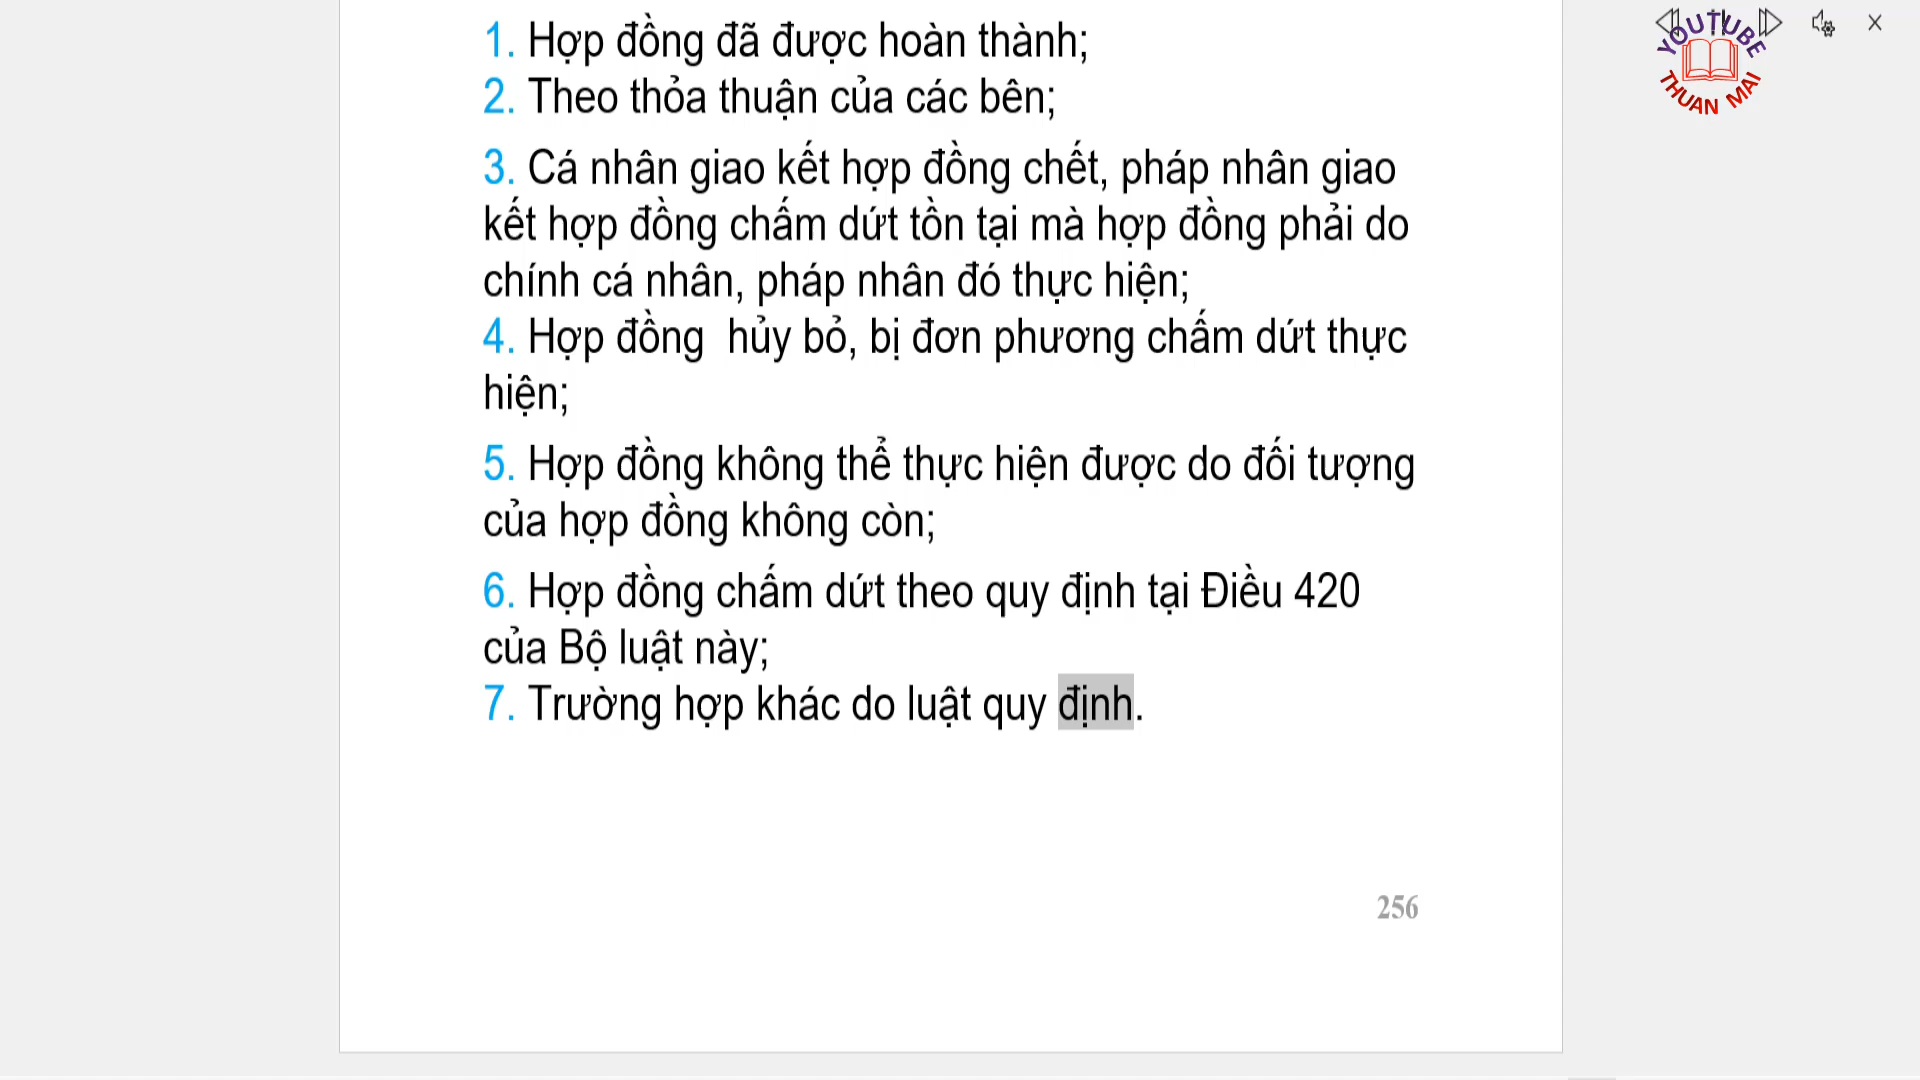 1. Hợp đồng đã được hoàn thành;
2. Theo thỏa thuận của các bên;
3. Cá nhân giao kết hợp đồng chết, pháp nhân giao
kết hợp đồng chấm dứt tồn tại mà hợp đồng phải do
chính cá nhân, pháp nhân đó thực hiện;
4. Hợp đồng  hủy bỏ, bị đơn phương chấm dứt thực
hiện;
5. Hợp đồng không thể thực hiện được do đối tượng
của hợp đồng không còn;
6. Hợp đồng chấm dứt theo quy định tại Điều 420
của Bộ luật này;
7. Trường hợp khác do luật quy định.
256
YOUTUBE
THUAN MAI